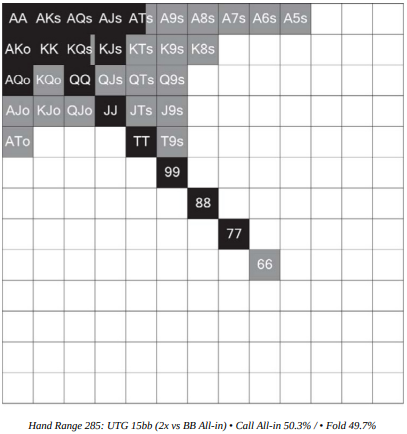 AA AKs AQs AJs ATs A9s A8s A7s A6s A5s
AKo KK KQs KJs KTs K9s K8s
AQo KQo QQ QJs QTs Q9s
AJo KJo QJo JJ JTs J9s
ATo TT T9s
99
88
77
66
Hand Range 285: UTG 15bb (2x vs BB All-in) • Call All-in 50.3% / • Fold 49.7%